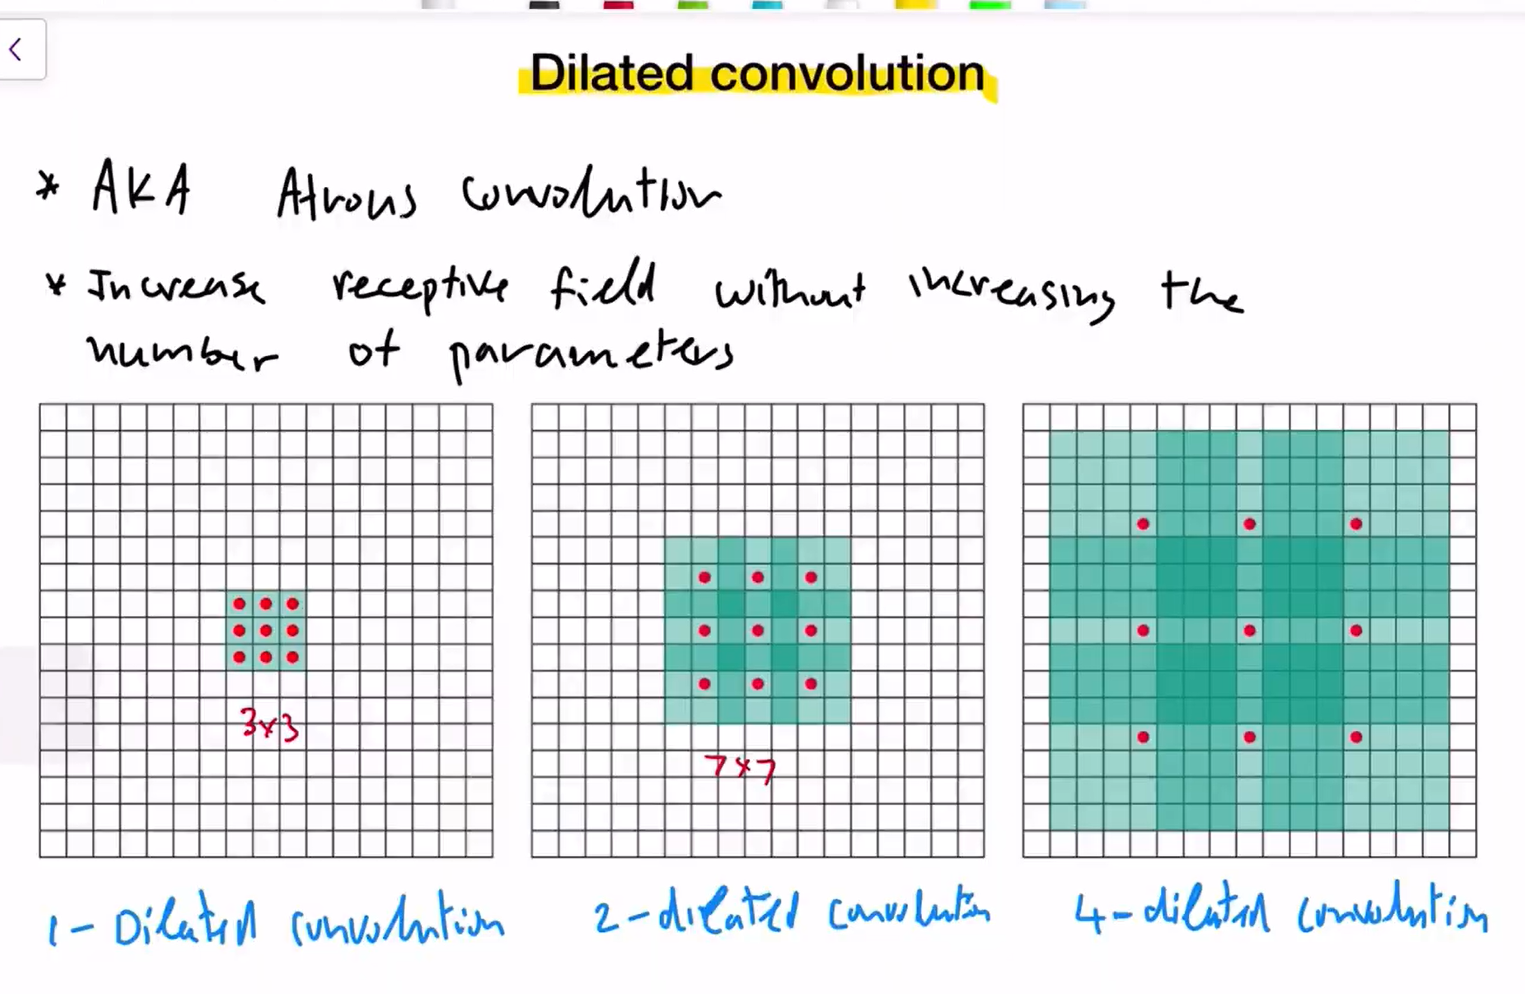 Dilated convolution
* AKA Atrous convolution
* Increase receptive field without increasing the
number of parameters
3x3
7x7
1-Dilated convolution
2-dilated convolution
4-dilated convolution